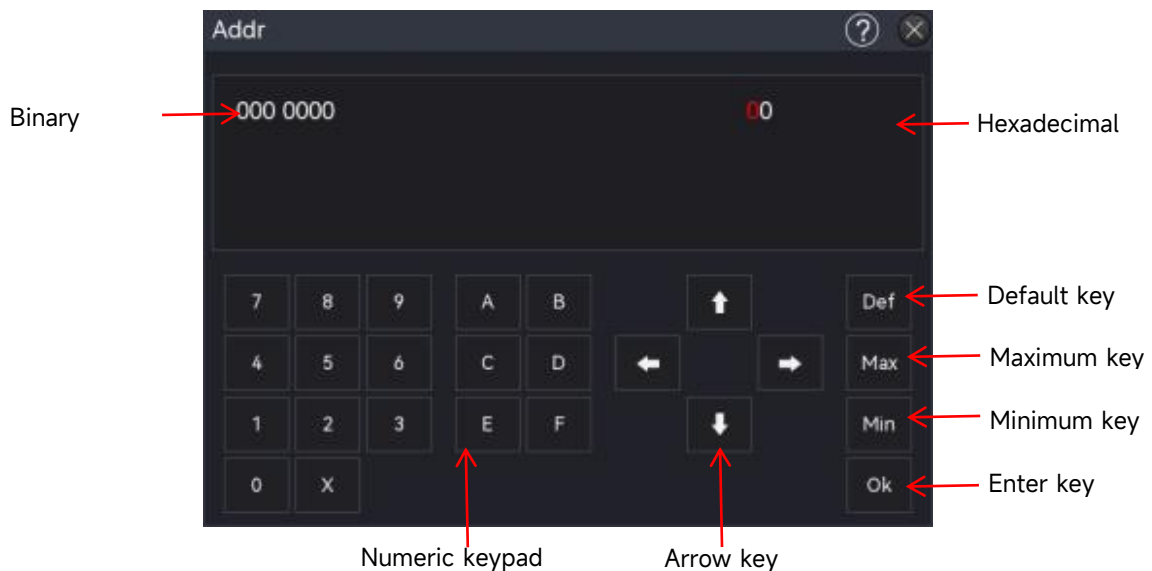 Addr ?
Binary 000 0000 00 Hexadecimal
7 8 9 A B Def Default key
4 5 6 C D Max Maximum key
1 2 3 E F Min Minimum key
0 X Ok Enter key
Numeric keypad Arrow key